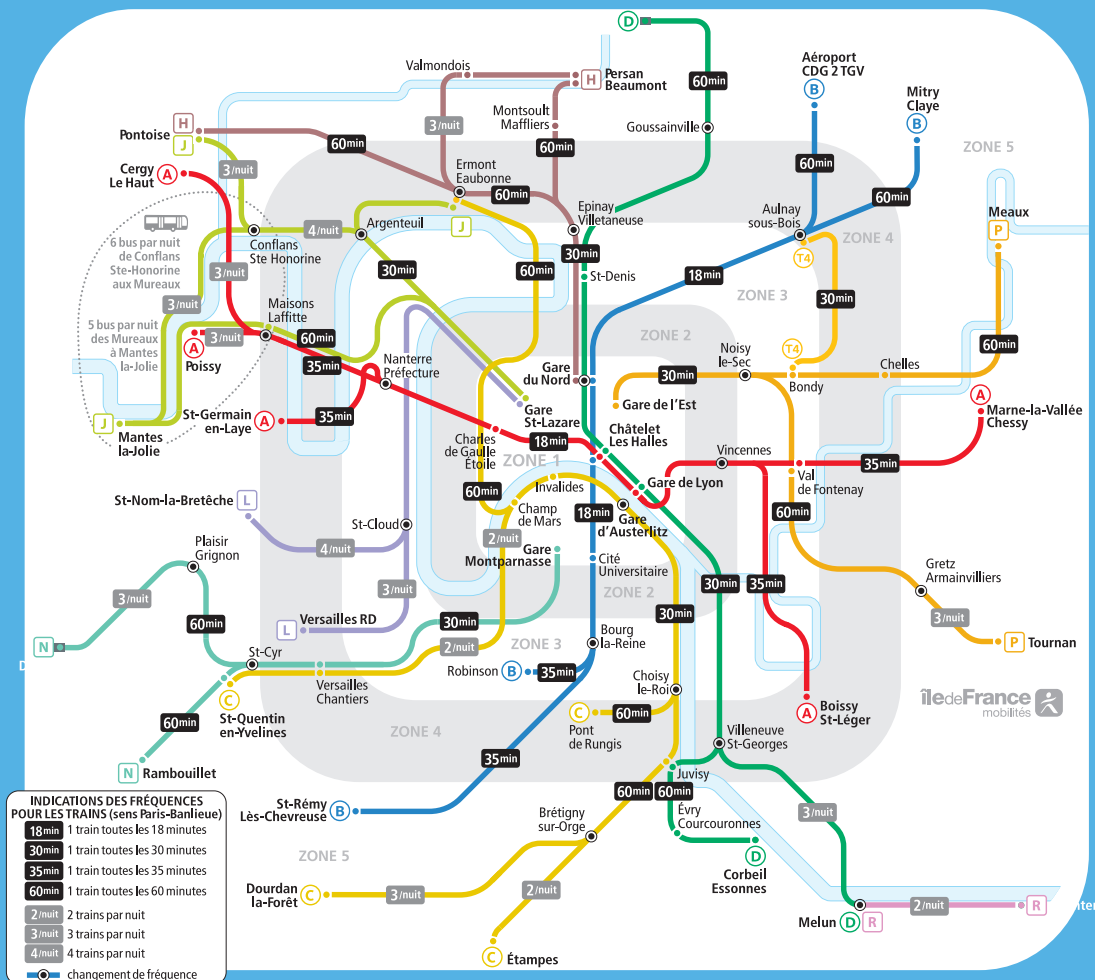 D
Aéroport
CDG 2 TGV
B
Mitry
Claye
B
Valmondois
H
Persan
Beaumont
60min
60min
Montsoult
Maffliers
3/nuit
Goussainville
H
Pontoise
J
60min
60min
60min
60min
ZONE 5
Cergy
Le Haut
A
3/nuit
Ermont
Eaubonne
60min
Epinay
Villetaneuse
Aulnay
sous-Bois
Meaux
P
Argenteuil
J
4/nuit
6 bus par nuit
de Conflans
Ste-Honorine
aux Mureaux
Conflans
Ste Honorine
30min
60min
30min
St-Denis
18min
T4
ZONE 4
3/nuit
3/nuit
ZONE 3
30min
5 bus par nuit
des Mureaux
à Mantes
la-Jolie
Maisons
Laffitte
3/nuit
60min
35min
A
Poissy
Nanterre
Préfecture
ZONE 2
Noisy
le-Sec
T4
Bondy
Chelles
60min
Gare
du Nord
30min
Gare de l'Est
J
Mantes
la-Jolie
St-Germain
en-Laye
A
35min
Gare
St-Lazare
Châtelet
Les Halles
A
Marne-la-Vallée
Chessy
Charles
de Gaulle
Étoile
18min
ZONE 1
Vincennes
35min
Val
de Fontenay
Gare de Lyon
Invalides
60min
Champ
de Mars
18min
Gare
d'Austerlitz
60min
St-Nom-la-Bretêche
L
St-Cloud
4/nuit
2/nuit
Gare
Montparnasse
Cité
Universitaire
Plaisir
Grignon
3/nuit
3/nuit
30min
35min
Gretz
Armainvilliers
ZONE 2
60min
Versailles RD
L
30min
30min
3/nuit
N
St-Cyr
2/nuit
ZONE 3
Bourg
la-Reine
P
Tournan
Robinson
B
35min
Versailles
Chantiers
C
St-Quentin
en-Yvelines
Choisy
le-Roi
60min
C
Pont
de Rungis
60min
A
Boissy
St-Léger
îledeFrance
mobilités
ZONE 4
35min
Villeneuve
St-Georges
N
Rambouillet
Juvisy
60min
60min
St-Rémy
Lès-Chevreuse
B
Brétigny
sur-Orge
Évry
Courcouronnes
3/nuit
ZONE 5
D
Corbeil
Essonnes
Dourdan
la-Forêt
C
3/nuit
2/nuit
Melun
D
R
2/nuit
R
C
Étampes
INDICATIONS DES FRÉQUENCES
POUR LES TRAINS (sens Paris-Banlieue)
18min 1 train toutes les 18 minutes
30min 1 train toutes les 30 minutes
35min 1 train toutes les 35 minutes
60min 1 train toutes les 60 minutes
2/nuit 2 trains par nuit
3/nuit 3 trains par nuit
4/nuit 4 trains par nuit
changement de fréquence